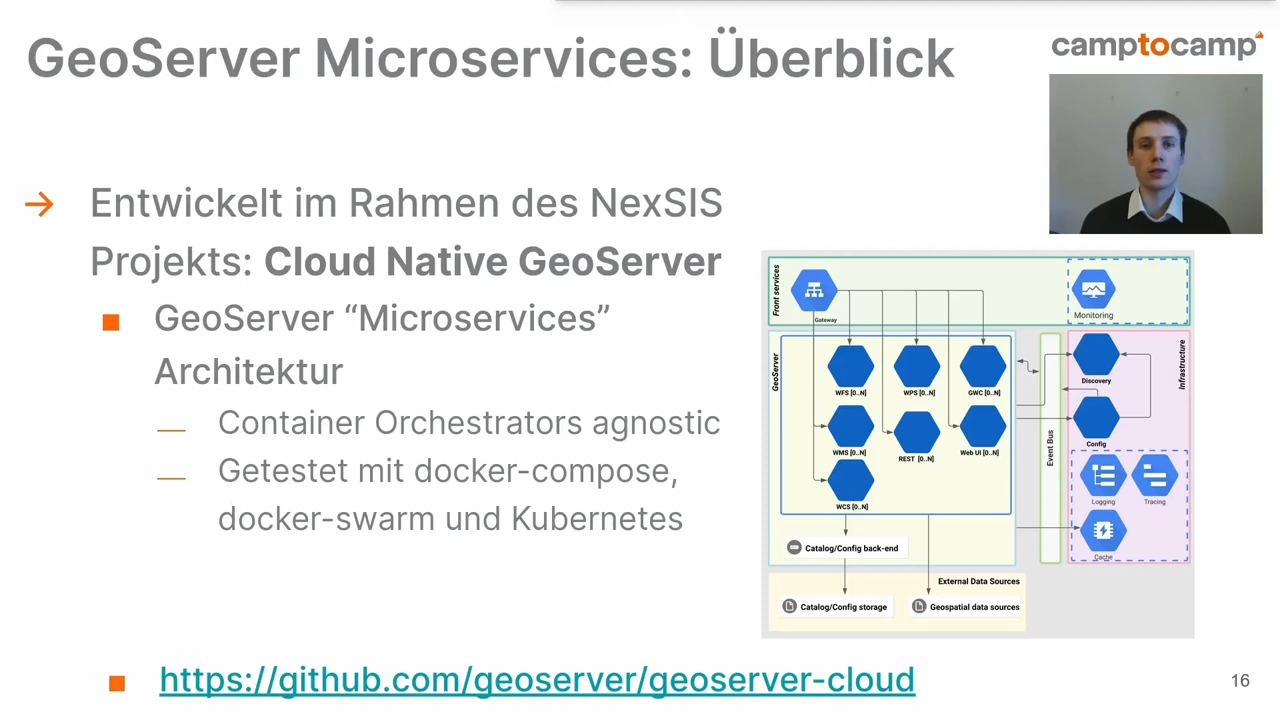 GeoServer Microservices: Überblick
camptocamp
→ Entwickelt im Rahmen des NexSIS
Projekts: Cloud Native GeoServer
■ GeoServer “Microservices”
Architektur
— Container Orchestrators agnostic
— Getestet mit docker-compose,
docker-swarm und Kubernetes
■ https://github.com/geoserver/geoserver-cloud
Front services
Gateway
Monitoring
GeoServer
WFS [0..N]
WPS [0..N]
GWC [0..N]
WMS [0..N]
REST [0..N]
Web UI [0..N]
WCS [0..N]
Event Bus
Infrastructure
Discovery
Config
Logging
Tracing
Cache
Catalog/Config back-end
External Data Sources
Catalog/Config storage
Geospatial data sources
16